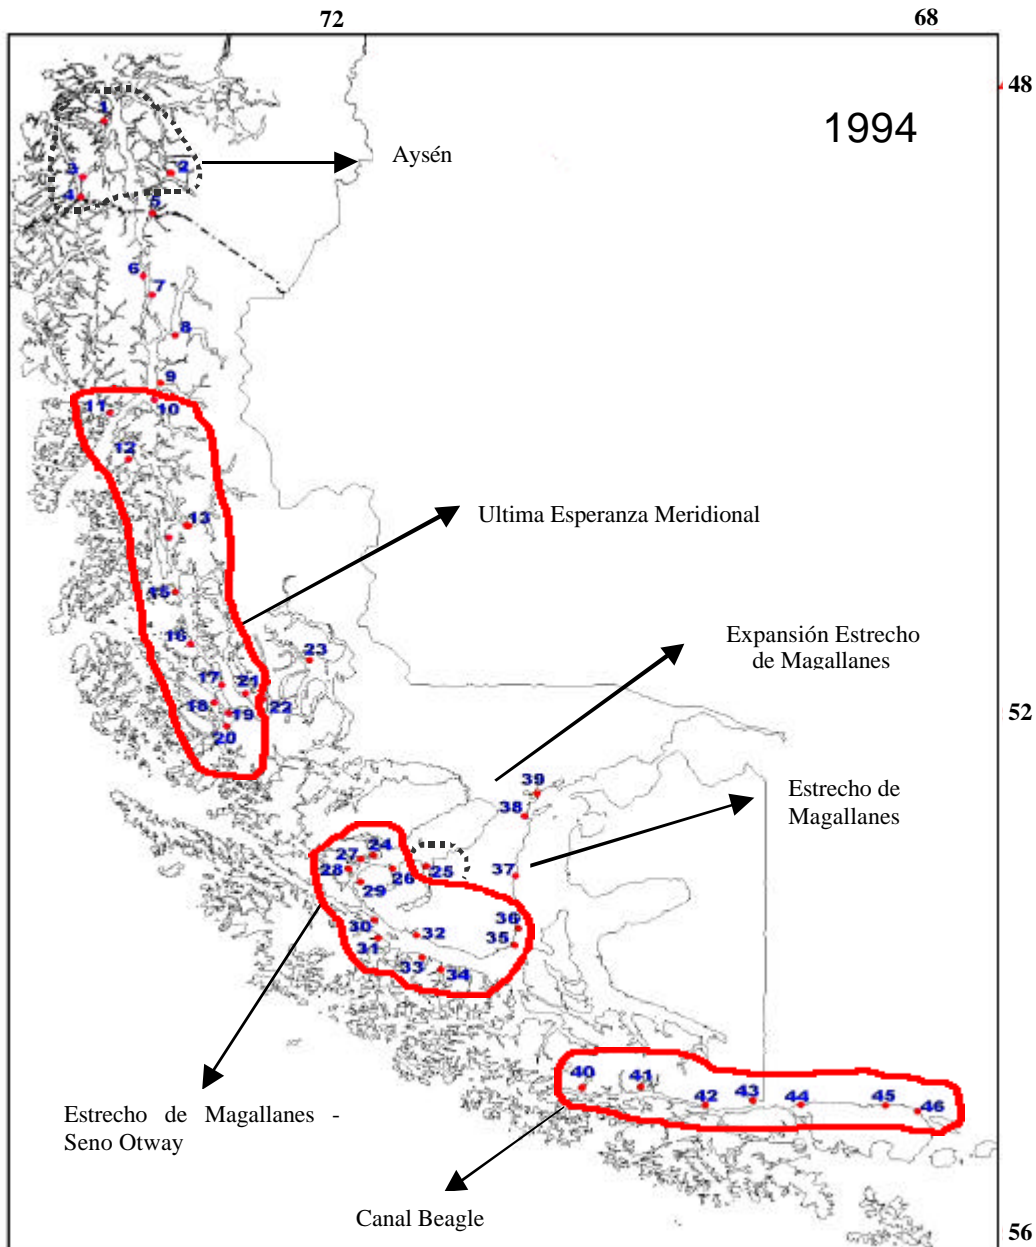 72 68
48
1994
1
Aysén
3 2
4
5
6
7
8
9
10
11
12
Ultima Esperanza Meridional
13
15
16
Expansión Estrecho
de Magallanes
23
17 21
18 19 22
20
52
39
38
Estrecho de
Magallanes
24
27
28 26 25 37
29
30 36
31 32 35
33 34
40 41
42 43 44 45 46
Estrecho de Magallanes -
Seno Otway
Canal Beagle
56